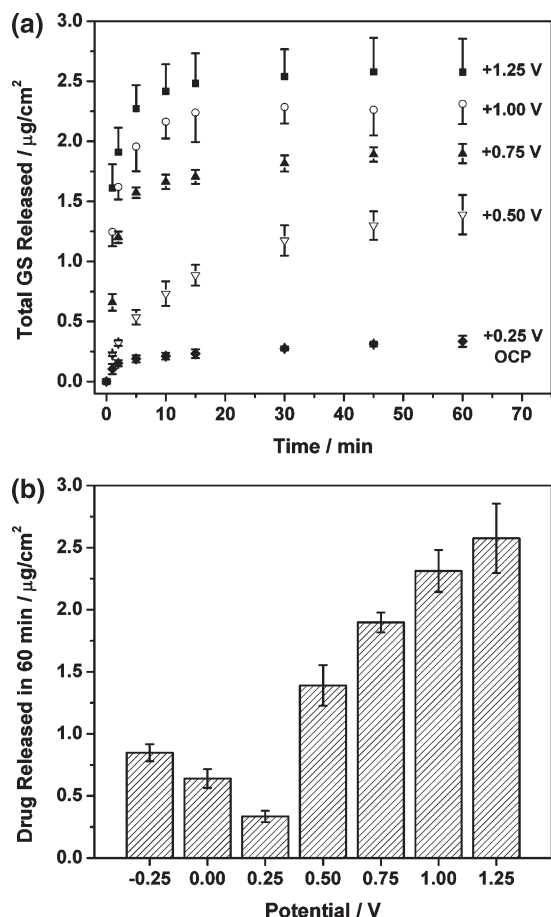 (a)
3.0
2.5
2.0
1.5
1.0
0.5
0.0
Total GS Released / μg/cm²
+1.25 V
+1.00 V
+0.75 V
+0.50 V
+0.25 V
OCP
0 10 20 30 40 50 60 70
Time / min
(b)
3.0
2.5
2.0
1.5
1.0
0.5
0.0
Drug Released in 60 min / μg/cm²
-0.25 0.00 0.25 0.50 0.75 1.00 1.25
Potential / V